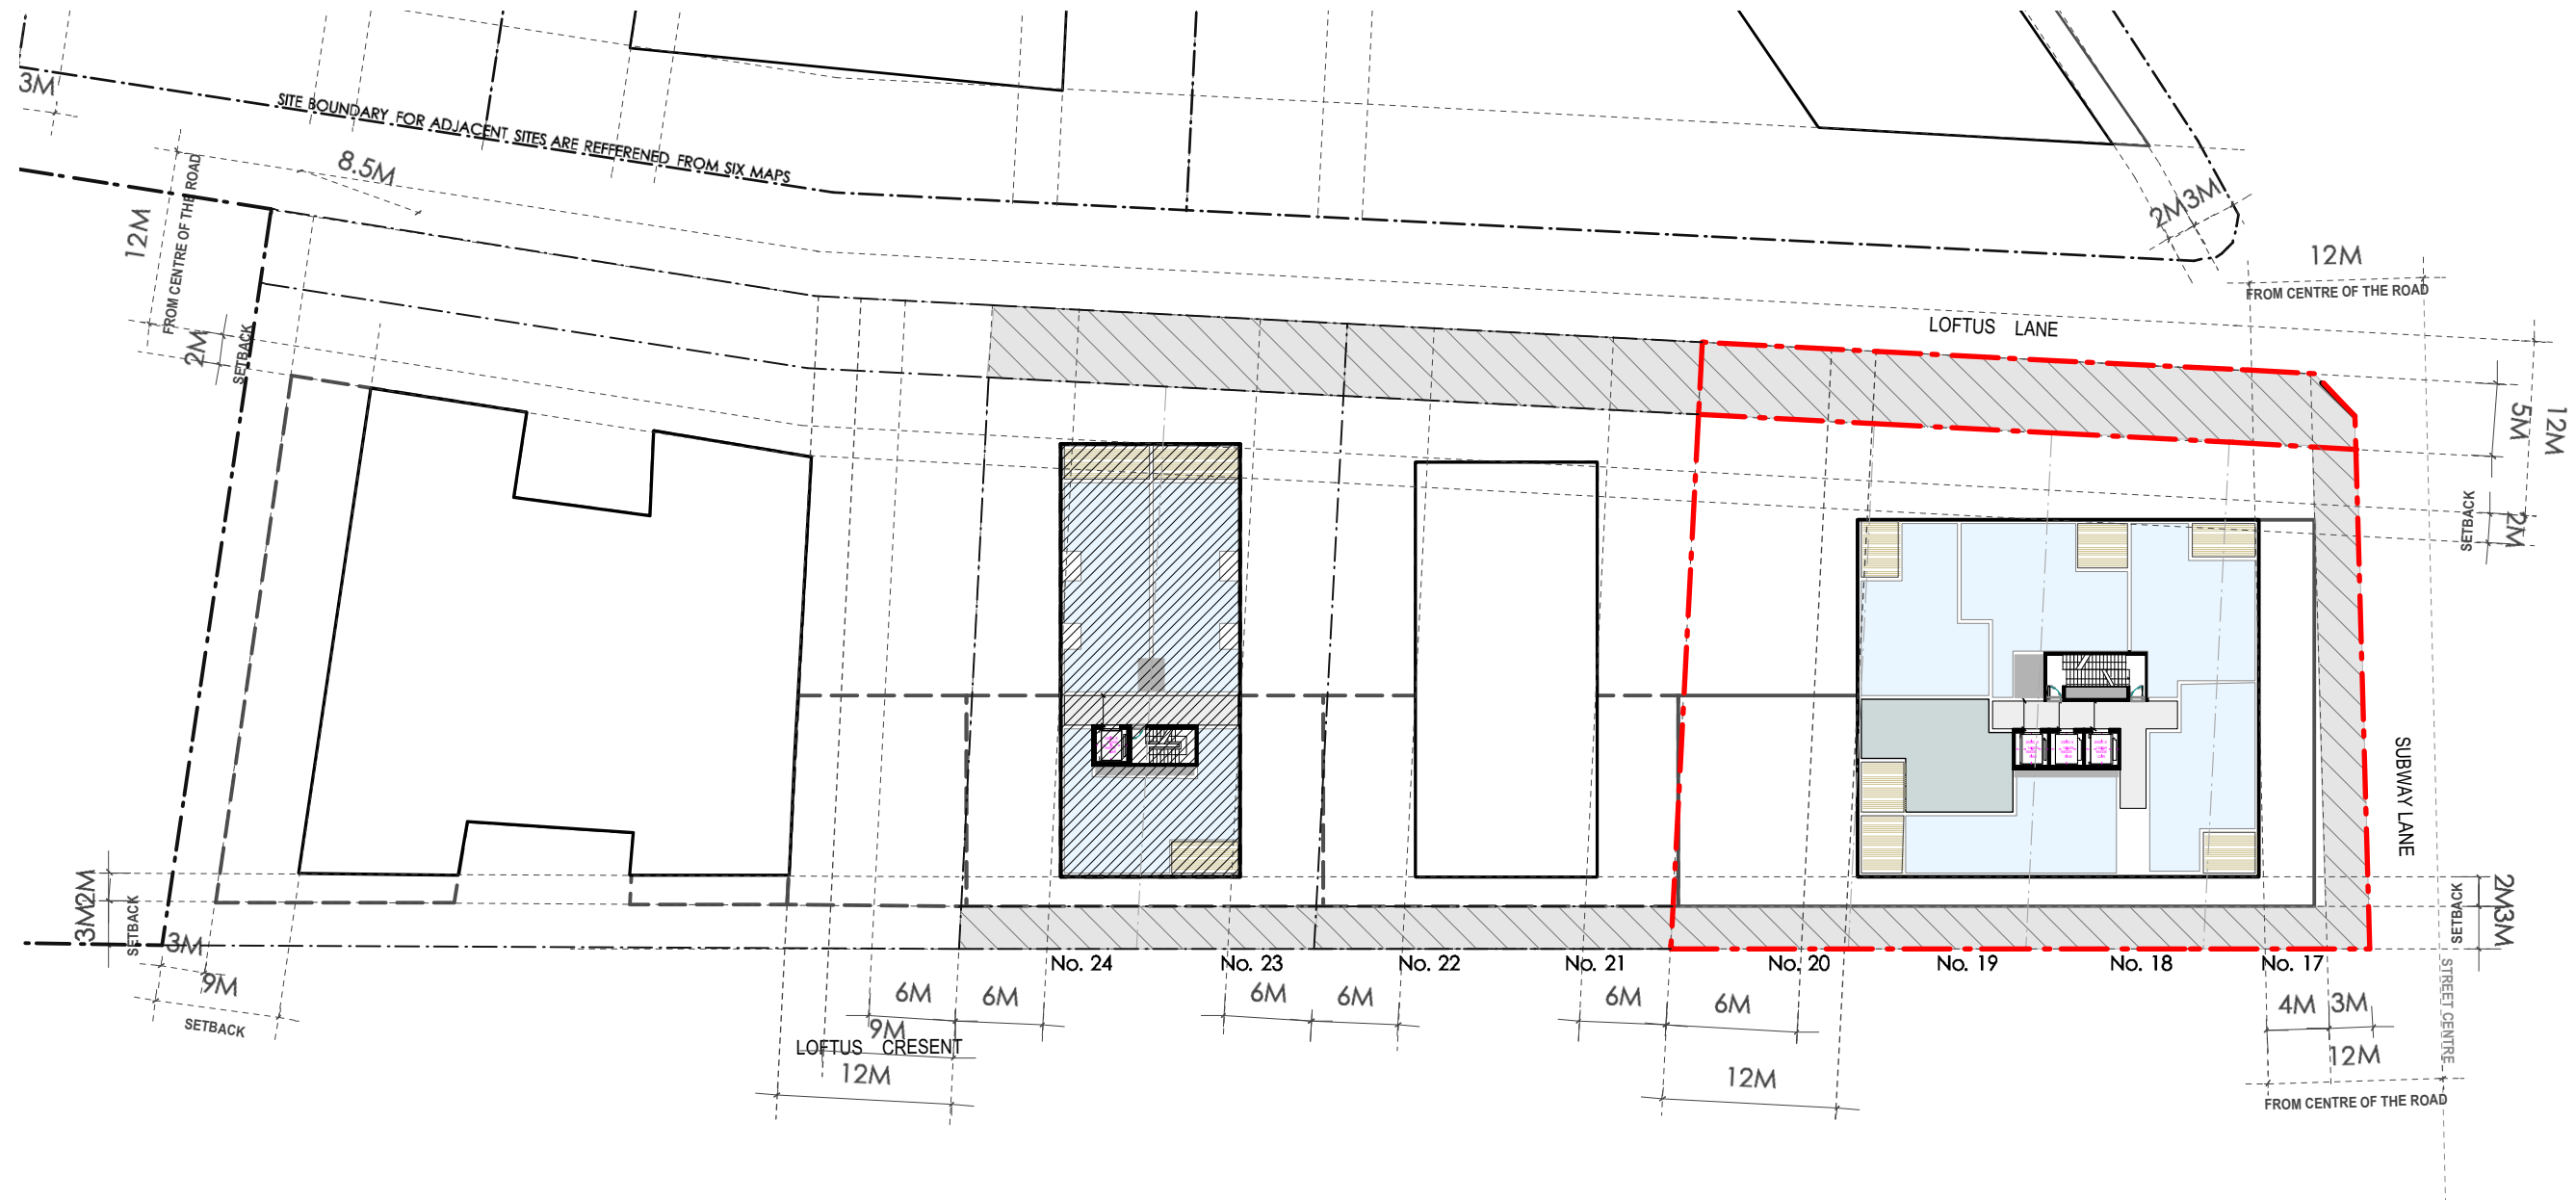 3M
SITE BOUNDARY FOR ADJACENT SITES ARE REFFERENED FROM SIX MAPS
8.5M
12M
FROM CENTRE OF THE ROAD
2M
SETBACK
2M3M
12M
FROM CENTRE OF THE ROAD
LOFTUS LANE
5M
12M
SETBACK
2M
SUBWAY LANE
3M2M
SETBACK
3M
9M
SETBACK
2M3M
SETBACK
No. 24
No. 23
No. 22
No. 21
No. 20
No. 19
No. 18
No. 17
STREET CENTRE
6M
6M
6M
6M
6M
6M
4M
3M
9M
LOFTUS CRESENT
12M
12M
12M
FROM CENTRE OF THE ROAD